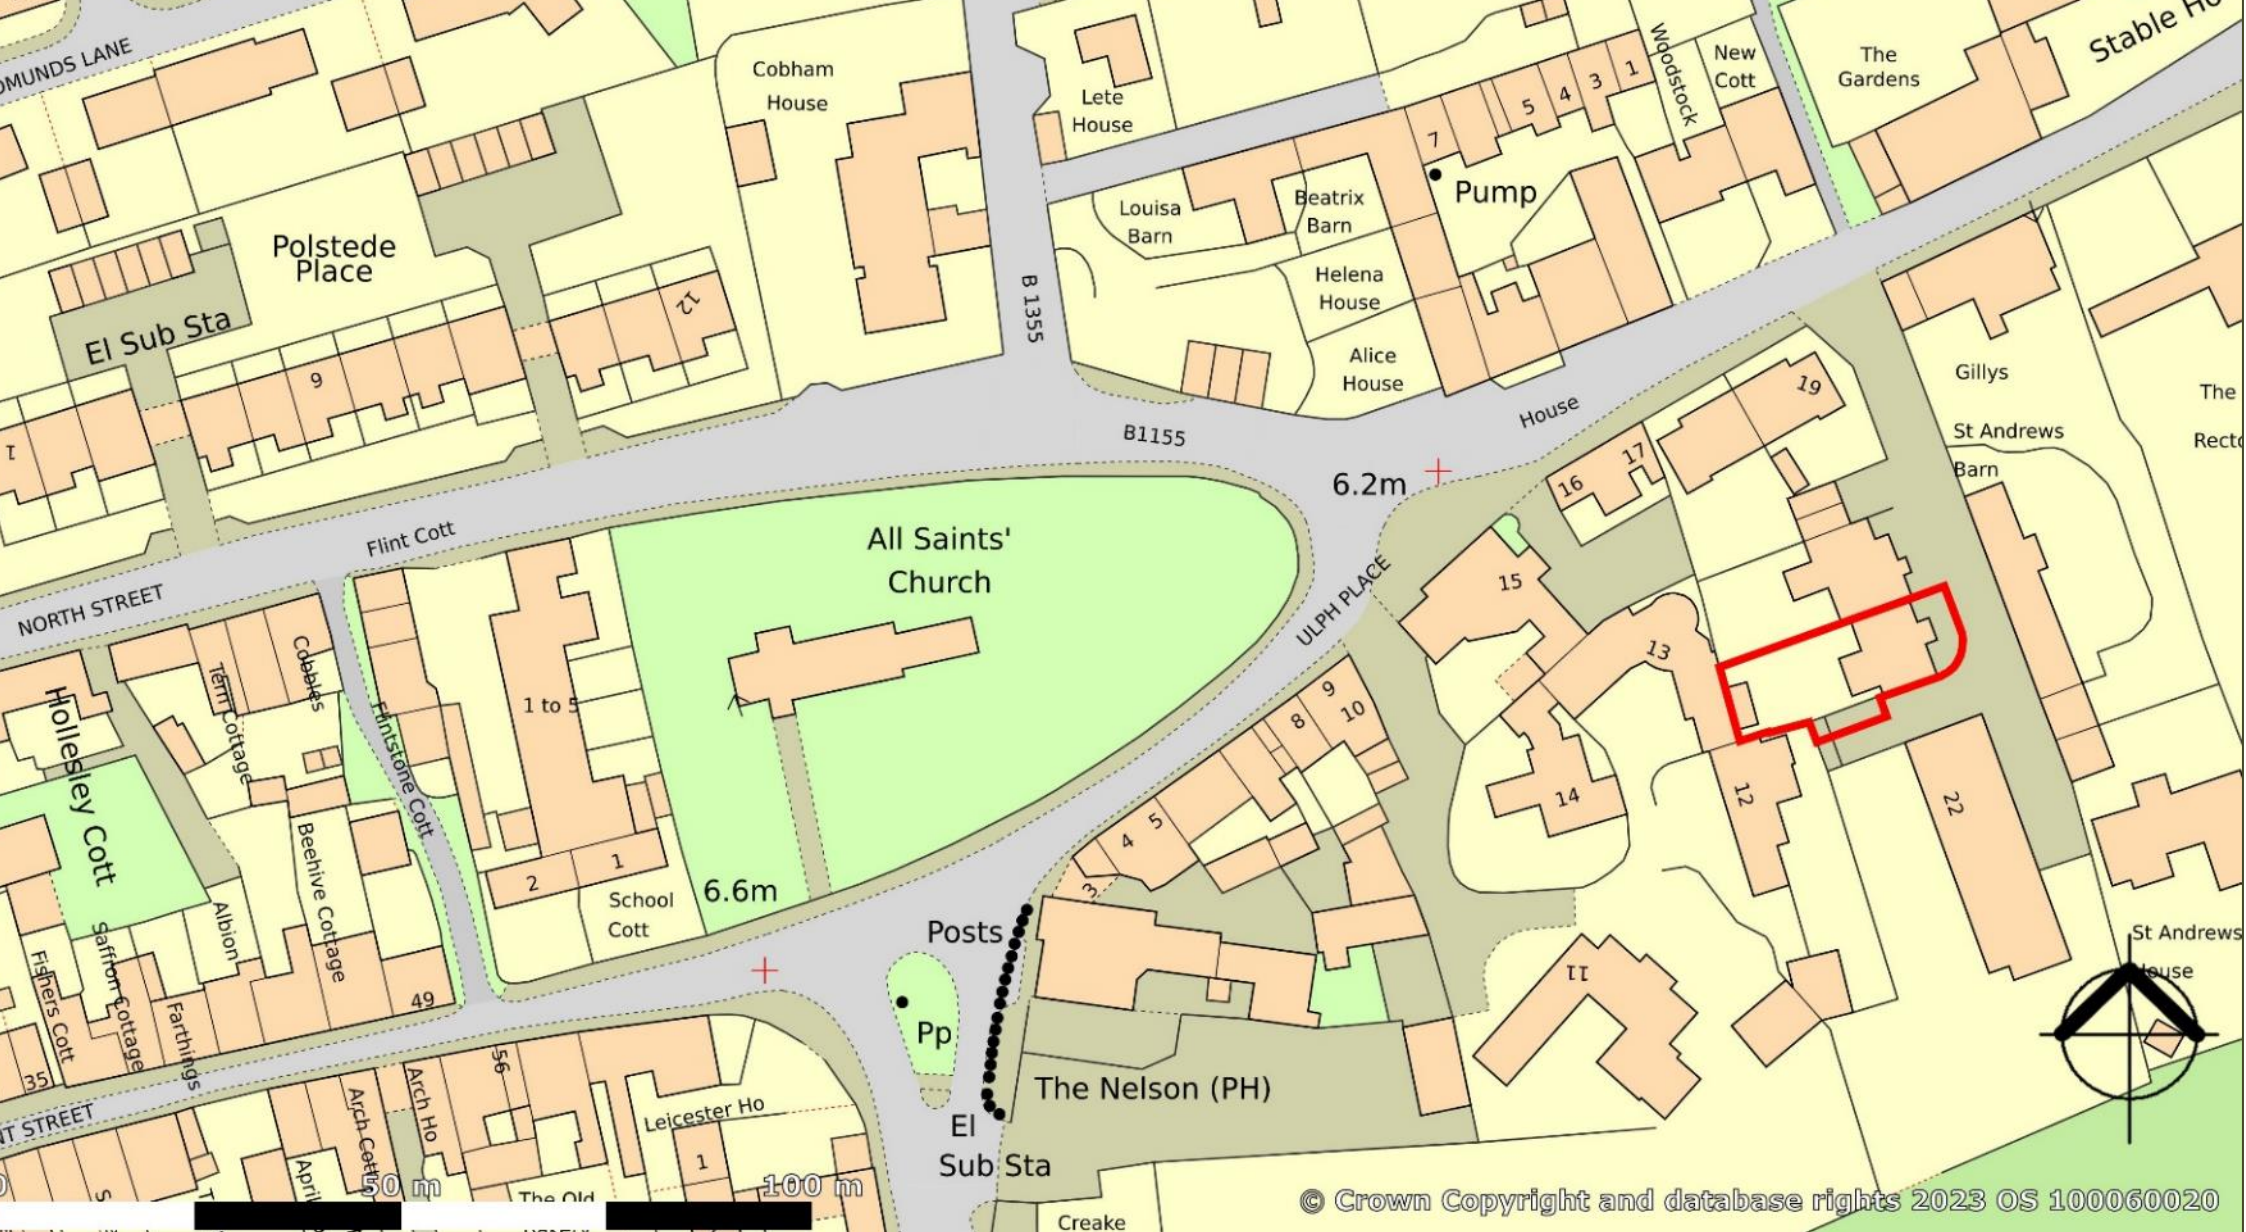 DMUNDS LANE
Cobham
House
Lete
House
Woodstock
New
Cott
The
Gardens
Stable Ho
7
5
4
3
1
Pump
Louisa
Barn
Beatrix
Barn
Polstede
Place
El Sub Sta
12
9
1
B 1355
Helena
House
Alice
House
Gillys
The
Recto
St Andrews
Barn
House
B1155
19
17
16
6.2m
Flint Cott
NORTH STREET
All Saints'
Church
ULPH PLACE
15
13
Cobbles
Tern Cottage
Flintstone Cott
1 to 5
Hollesley Cott
9
10
8
5
4
3
14
12
22
Beehive Cottage
Albion
2
1
School
Cott
6.6m
Posts
Saffron Cottage
Fishers Cott
Farthings
49
35
St Andrews
House
11
Pp
56
The Nelson (PH)
Arch Cott
Arch Ho
Leicester Ho
NT STREET
El
Sub Sta
1
April
50 m
100 m
The Old
Creake
© Crown Copyright and database rights 2023 OS 100060020